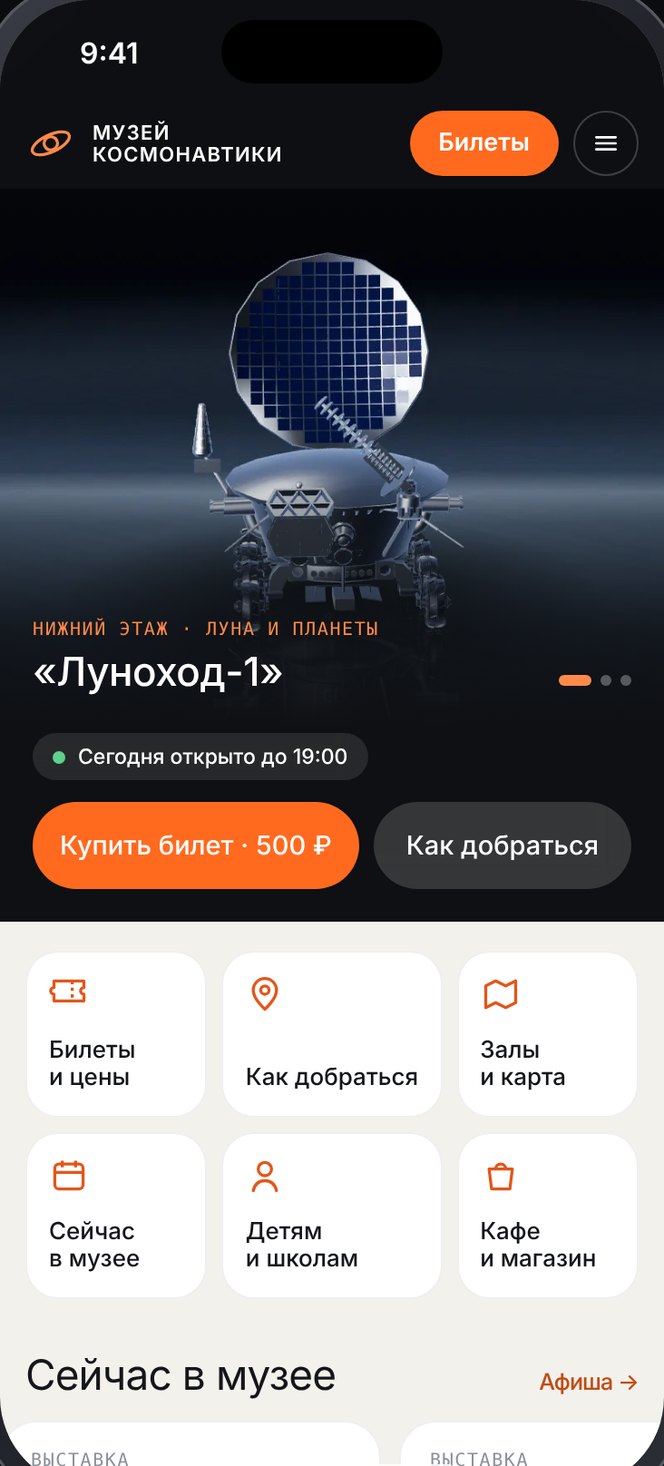 9:41
МУЗЕЙ
КОСМОНАВТИКИ
Билеты
НИЖНИЙ ЭТАЖ · ЛУНА И ПЛАНЕТЫ
«Луноход-1»
Сегодня открыто до 19:00
Купить билет · 500 ₽
Как добраться
Билеты
и цены
Как добраться
Залы
и карта
Сейчас
в музее
Детям
и школам
Кафе
и магазин
Сейчас в музее
Афиша →
ВЫСТАВКА
ВЫСТАВКА